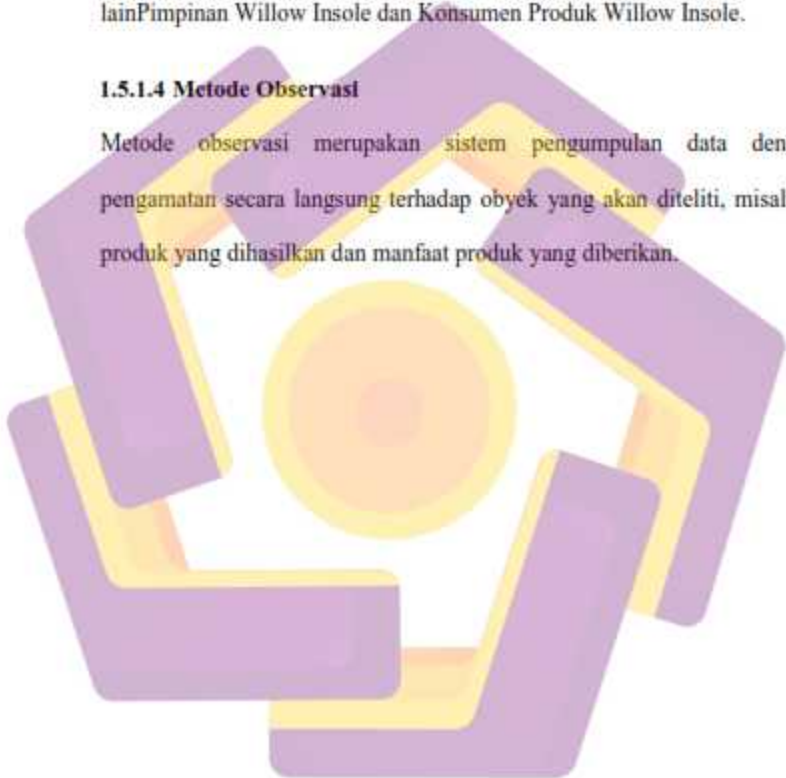 lainPimpinan Willow Insole dan Konsumen Produk Willow Insole.
1.5.1.4 Metode Observasi
Metode observasi merupakan sistem pengumpulan data den
pengamatan secara langsung terhadap obyek yang akan diteliti, misal
produk yang dihasilkan dan manfaat produk yang diberikan.